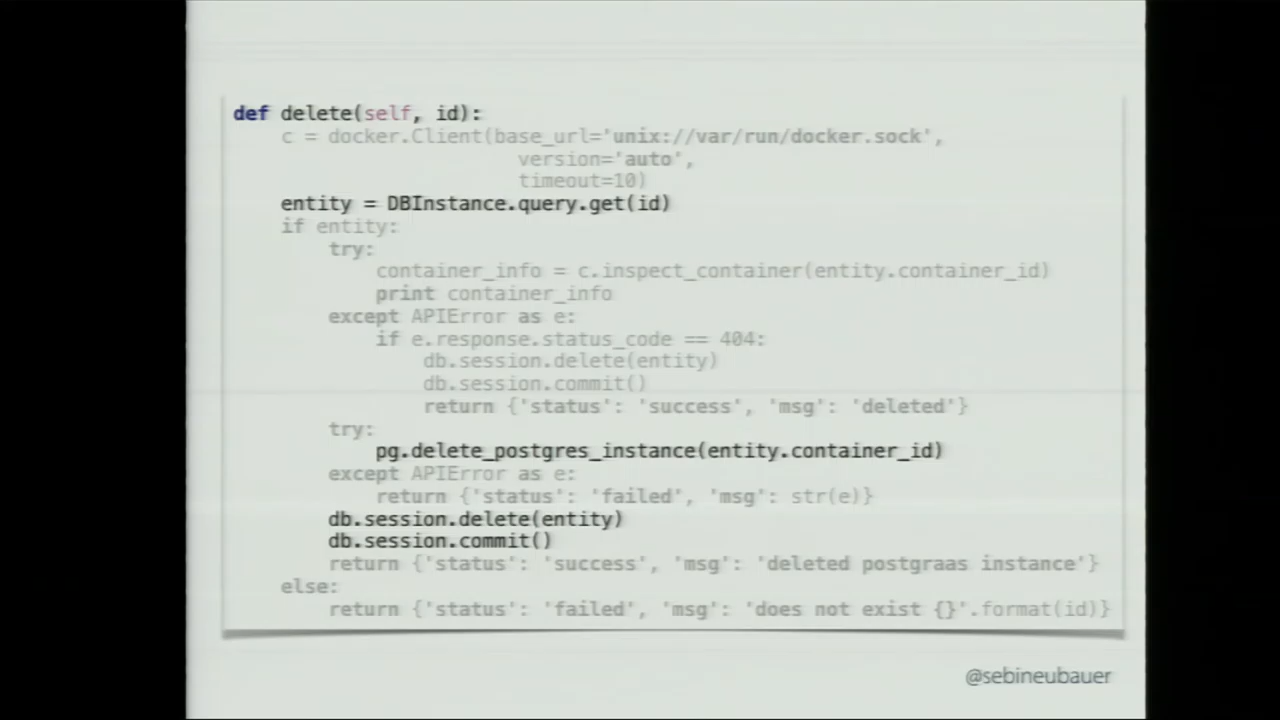 def delete(self, id):
    c = docker.Client(base_url='unix://var/run/docker.sock',
                        version='auto',
                        timeout=10)
    entity = DBInstance.query.get(id)
    if entity:
        try:
            container_info = c.inspect_container(entity.container_id)
            print container_info
        except APIError as e:
            if e.response.status_code == 404:
                db.session.delete(entity)
                db.session.commit()
                return {'status': 'success', 'msg': 'deleted'}
        try:
            pg.delete_postgres_instance(entity.container_id)
        except APIError as e:
            return {'status': 'failed', 'msg': str(e)}
        db.session.delete(entity)
        db.session.commit()
        return {'status': 'success', 'msg': 'deleted postgraas instance'}
    else:
        return {'status': 'failed', 'msg': 'does not exist {}'.format(id)}
@sebineubauer